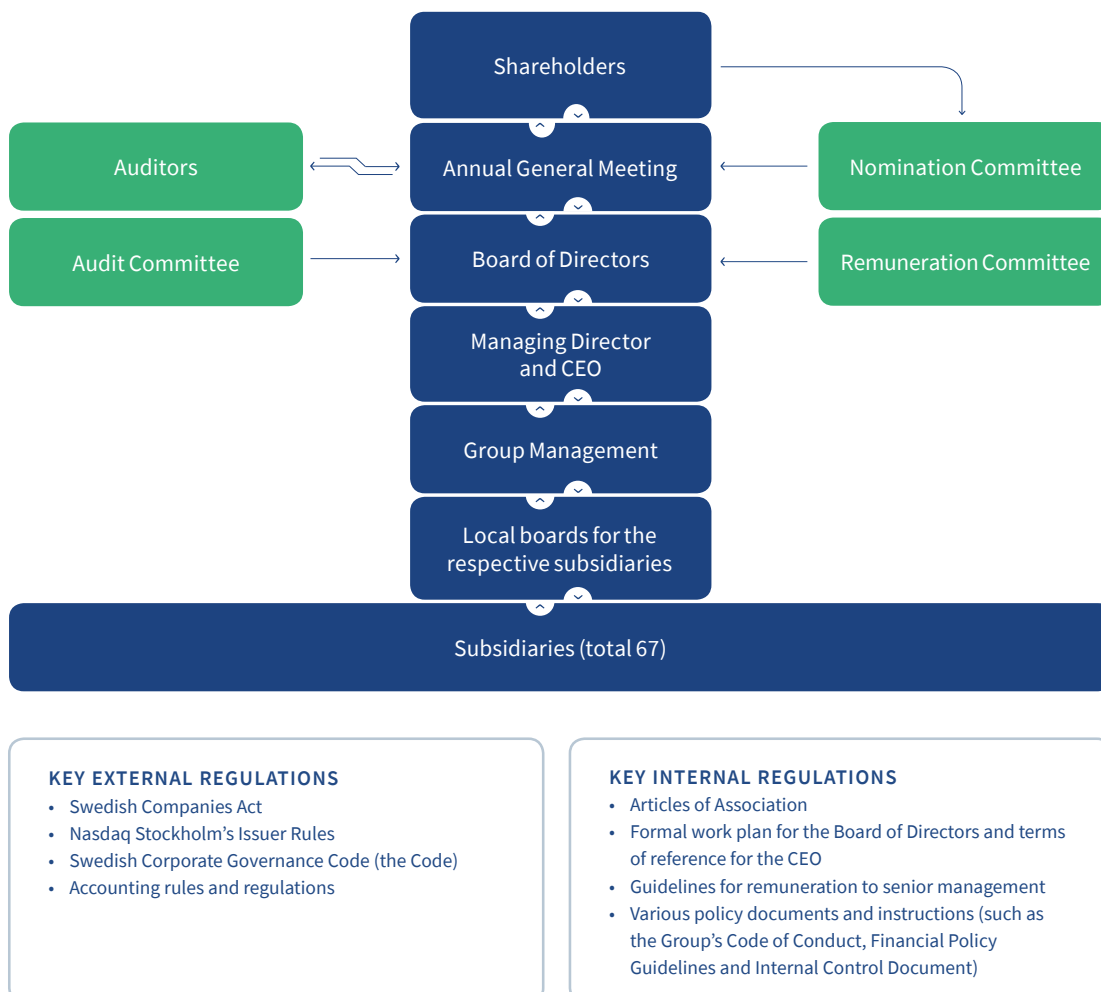 Shareholders
Auditors
Annual General Meeting
Nomination Committee
Audit Committee
Board of Directors
Remuneration Committee
Managing Director
and CEO
Group Management
Local boards for the
respective subsidiaries
Subsidiaries (total 67)
KEY EXTERNAL REGULATIONS
• Swedish Companies Act
• Nasdaq Stockholm’s Issuer Rules
• Swedish Corporate Governance Code (the Code)
• Accounting rules and regulations
KEY INTERNAL REGULATIONS
• Articles of Association
• Formal work plan for the Board of Directors and terms
of reference for the CEO
• Guidelines for remuneration to senior management
• Various policy documents and instructions (such as
the Group’s Code of Conduct, Financial Policy
Guidelines and Internal Control Document)